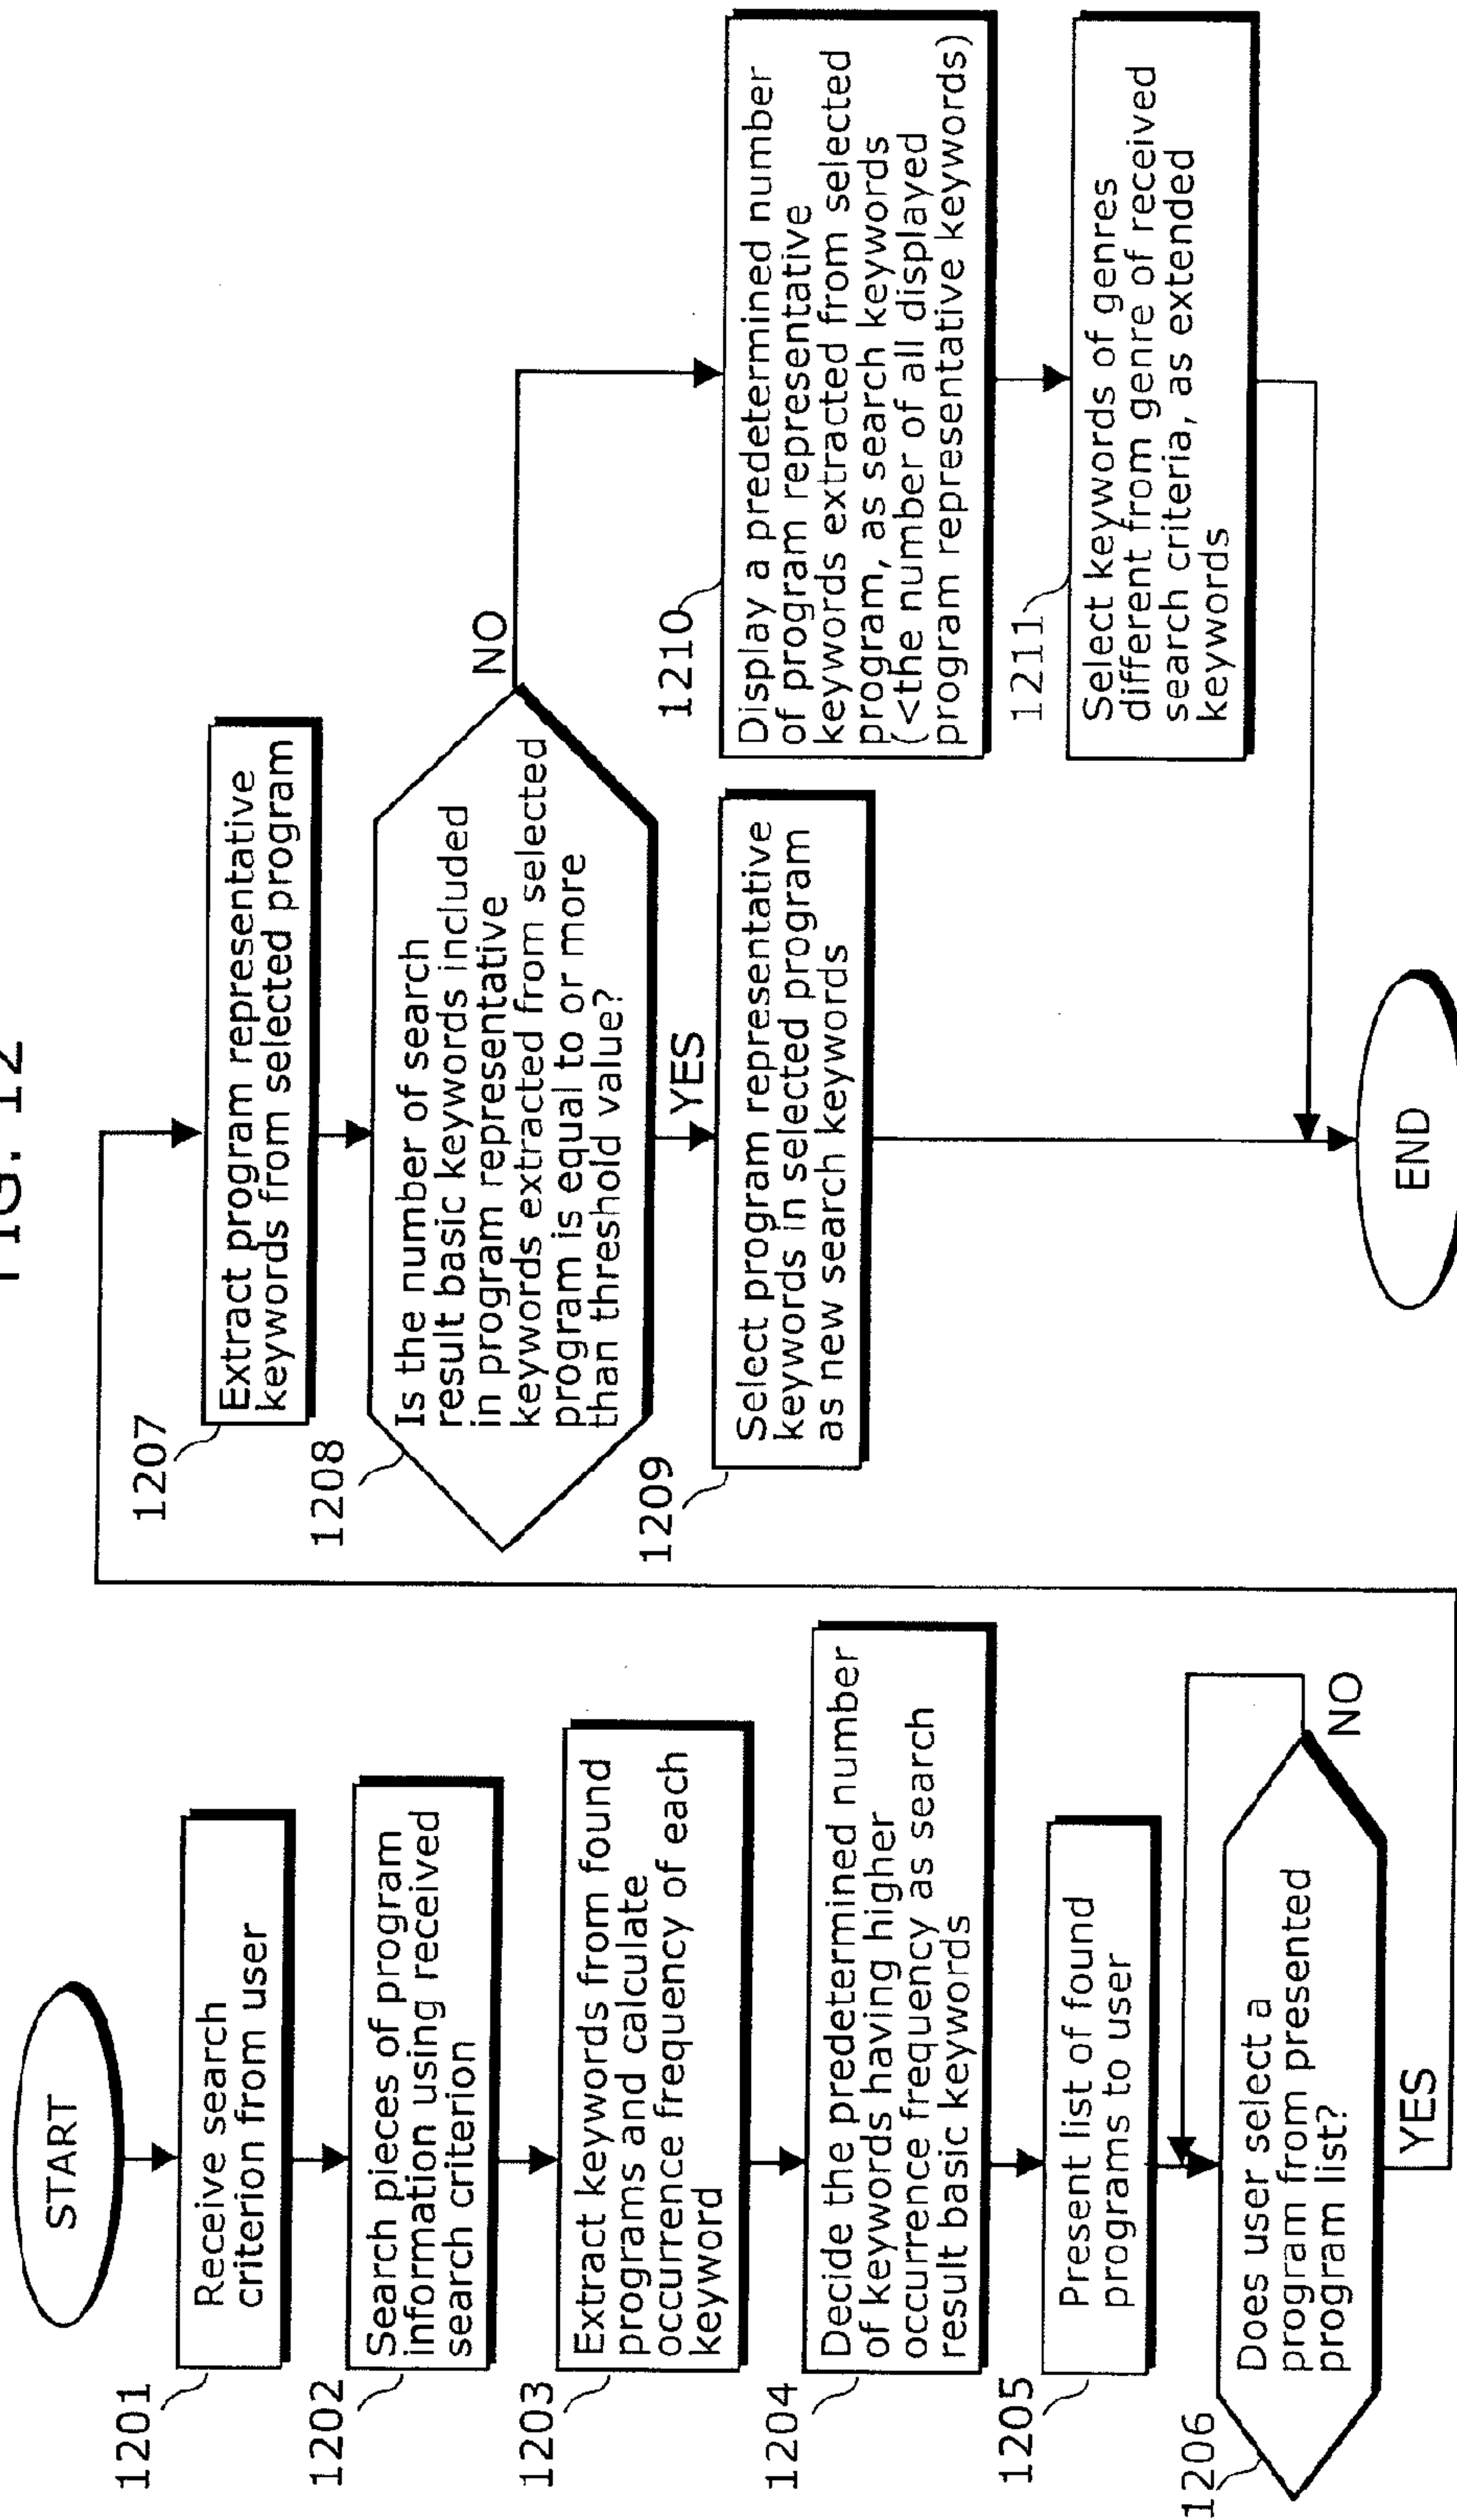 FIG. 12
START
1201
Receive search
criterion from user
1202
Search pieces of program
information using received
search criterion
1203
Extract keywords from found
programs and calculate
occurrence frequency of each
keyword
1204
Decide the predetermined number
of keywords having higher
occurrence frequency as search
result basic keywords
1205
Present list of found
programs to user
1206
Does user select a
program from presented
program list?
NO
YES
1207
Extract program representative
keywords from selected program
1208
Is the number of search
result basic keywords included
in program representative
keywords extracted from selected
program is equal to or more
than threshold value?
NO
YES
1209
Select program representative
keywords in selected program
as new search keywords
1210
Display a predetermined number
of program representative
keywords extracted from selected
program, as search keywords
(<the number of all displayed
program representative keywords)
1211
Select keywords of genres
different from genre of received
search criteria, as extended
keywords
END